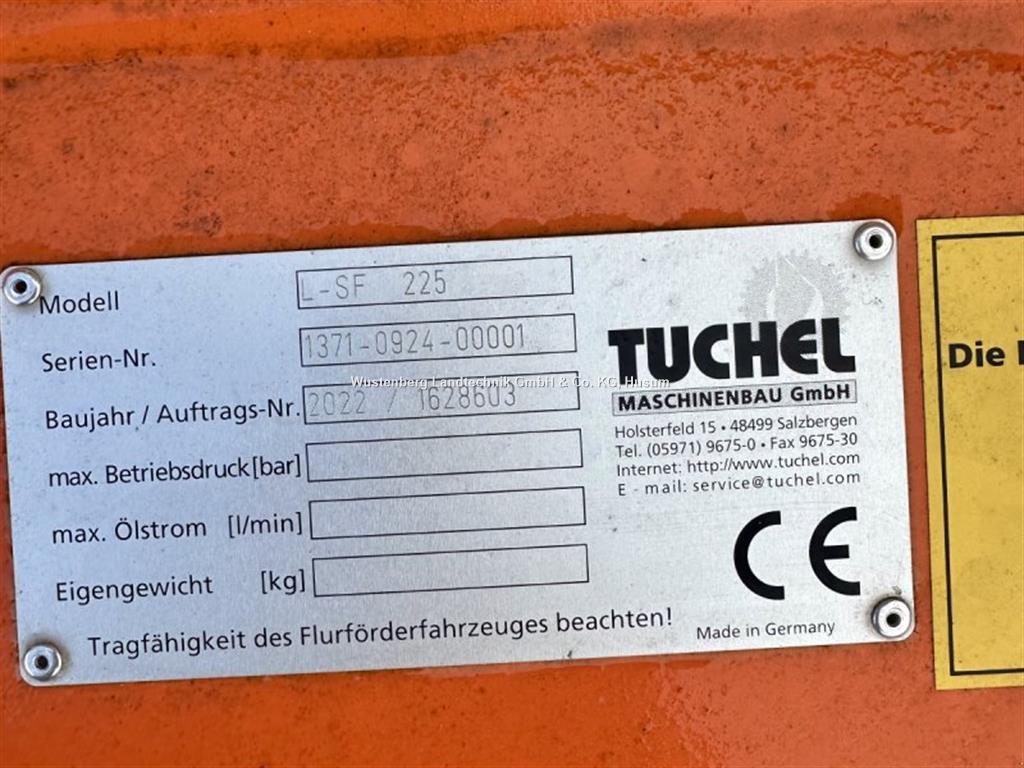 Modell L-SF 225
Serien-Nr. 1371-0924-00001
Wüstenberg Landtechnik GmbH & Co. KG, Husum
Baujahr / Auftrags-Nr. 2022 / 1628603
max. Betriebsdruck [bar]
max. Ölstrom [l/min]
Eigengewicht [kg]
Tragfähigkeit des Flurförderfahrzeuges beachten!
TUCHEL
MASCHINENBAU GmbH
Holsterfeld 15 • 48499 Salzbergen
Tel. (05971) 9675-0 • Fax 9675-30
Internet: http://www.tuchel.com
E - mail: service@tuchel.com
CE
Made in Germany
Die